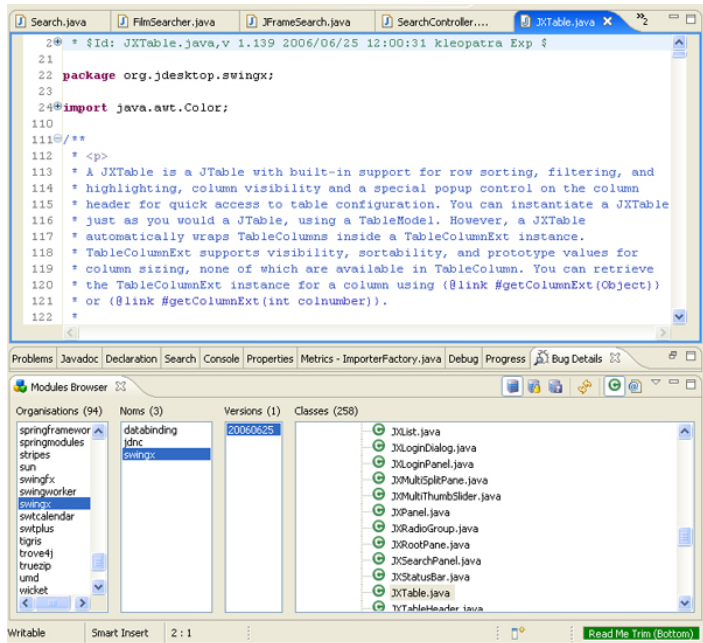 Search.java FilmSearcher.java JFrameSearch.java SearchController.... JXTable.java »2
2 * $Id: JXTable.java,v 1.139 2006/06/25 12:00:31 kleopatra Exp $
21
22 package org.jdesktop.swingx;
23
24 import java.awt.Color;
110
111 /**
112 * <p>
113 * A JXTable is a JTable with built-in support for row sorting, filtering, and
114 * highlighting, column visibility and a special popup control on the column
115 * header for quick access to table configuration. You can instantiate a JXTable
116 * just as you would a JTable, using a TableModel. However, a JXTable
117 * automatically wraps TableColumns inside a TableColumnExt instance.
118 * TableColumnExt supports visibility, sortability, and prototype values for
119 * column sizing, none of which are available in TableColumn. You can retrieve
120 * the TableColumnExt instance for a column using {@link #getColumnExt(Object)}
121 * or {@link #getColumnExt(int colnumber)}.
122 *
Problems Javadoc Declaration Search Console Properties Metrics - ImporterFactory.java Debug Progress Bug Details
Modules Browser
Organisations (94) Noms (3) Versions (1) Classes (258)
springframewor databinding 20060625 JXList.java
springmodules jdnc JXLoginDialog.java
stripes swingx JXLoginPanel.java
sun JXMultiSplitPane.java
swingfx JXMultiThumbSlider.java
swingworker JXPanel.java
swingx JXRadioGroup.java
swtcalendar JXRootPane.java
swtplus JXSearchPanel.java
tigris JXStatusBar.java
trove4j JXTable.java
truezip JXTableHeader.java
umd
wicket
Writable Smart Insert 2 : 1 Read Me Trim (Bottom)